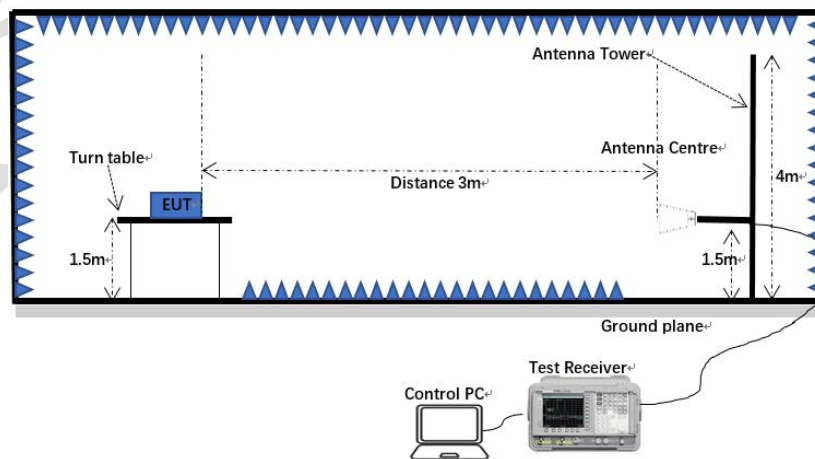 Antenna Tower↵
Turn table↵
Antenna Centre↵
Distance 3m↵
4m↵
EUT↵
1.5m↵
1.5m↵
Ground plane↵
Test Receiver↵
Control PC↵